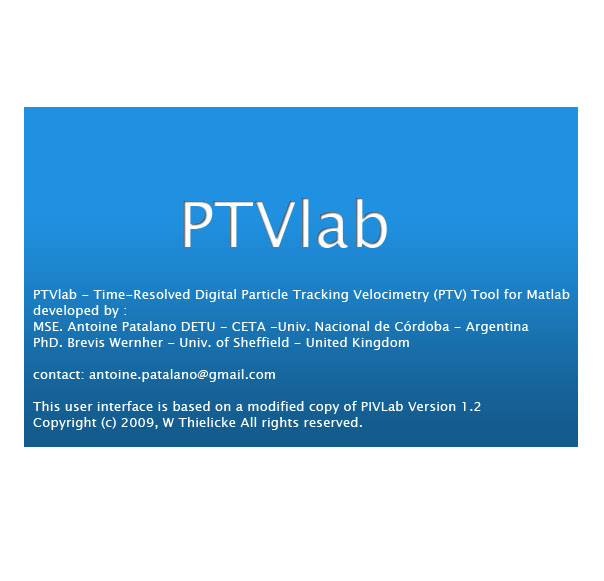 PTVlab
PTVlab - Time-Resolved Digital Particle Tracking Velocimetry (PTV) Tool for Matlab
developed by :
MSE. Antoine Patalano DETU - CETA -Univ. Nacional de Córdoba - Argentina
PhD. Brevis Wernher - Univ. of Sheffield - United Kingdom
contact: antoine.patalano@gmail.com
This user interface is based on a modified copy of PIVLab Version 1.2
Copyright (c) 2009, W Thielicke All rights reserved.